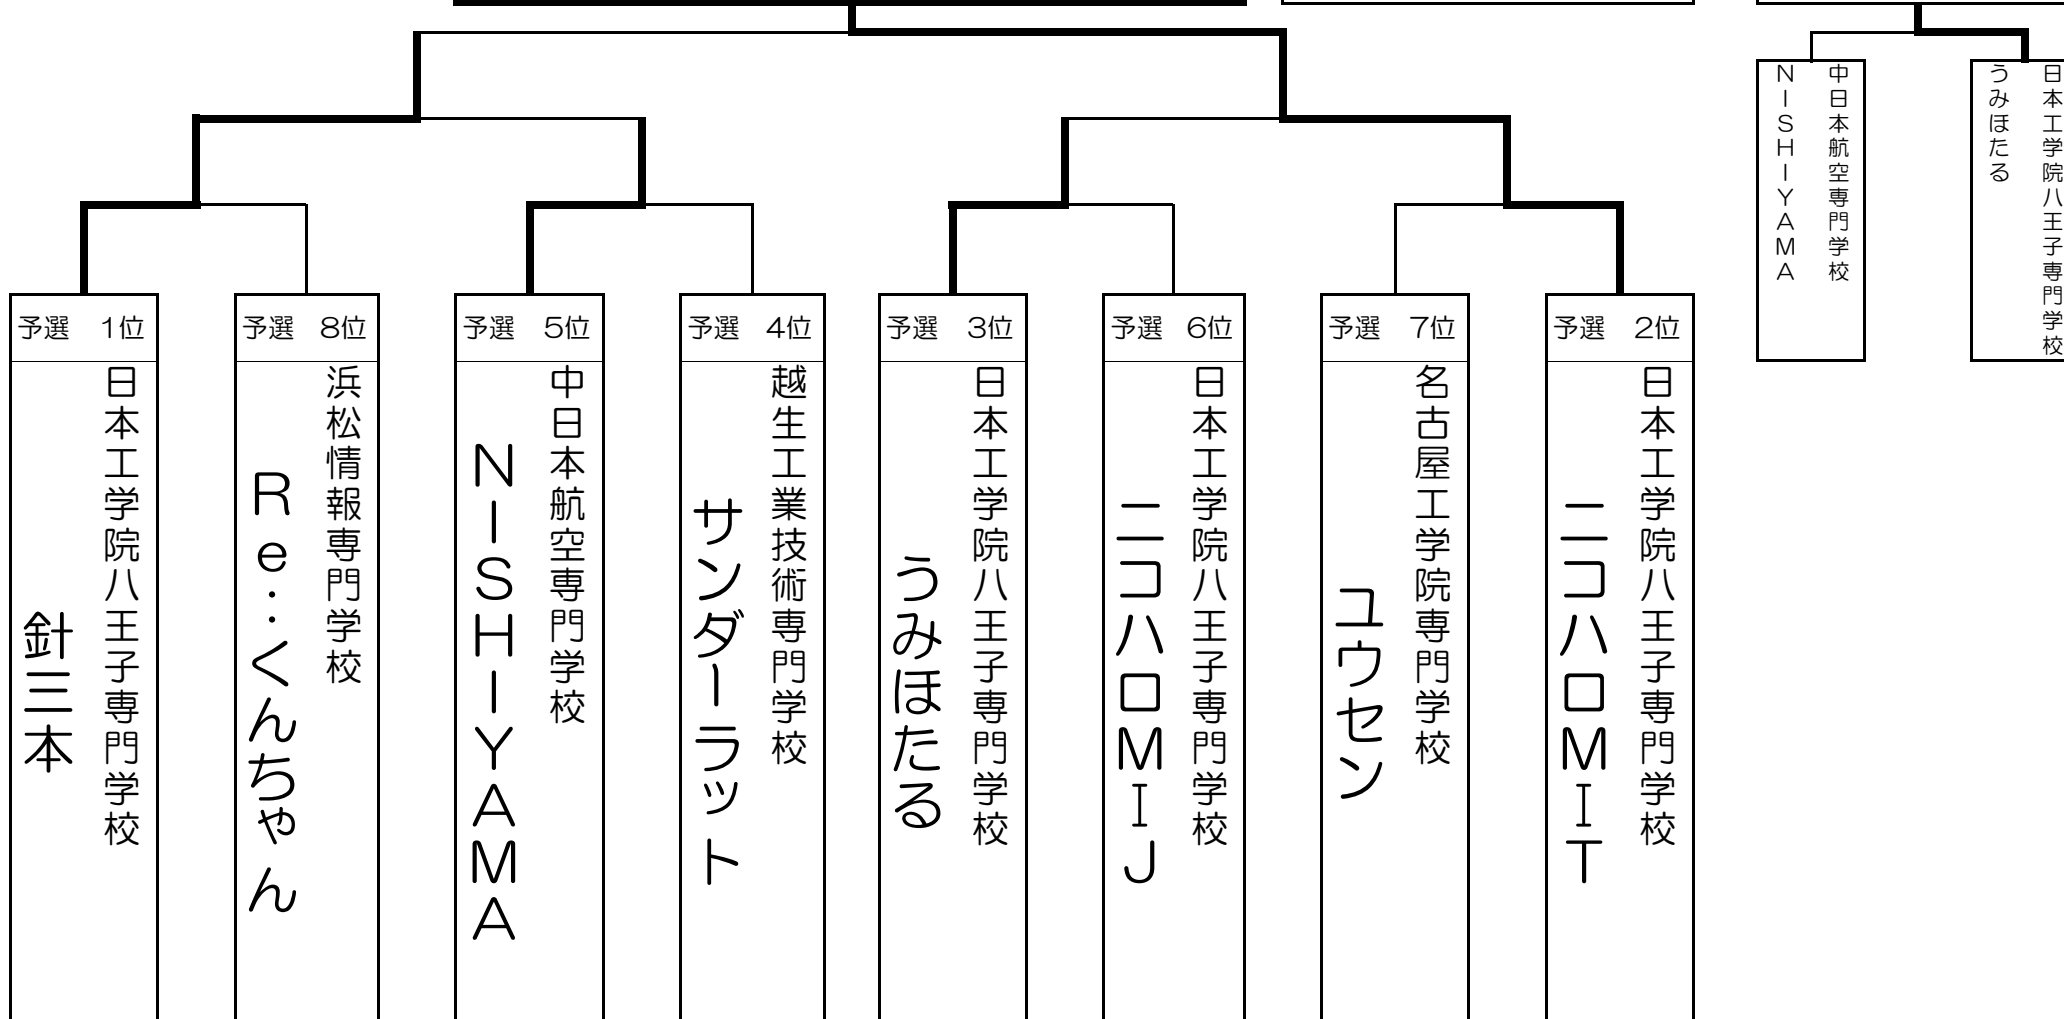 予選 1位
日本工学院八王子専門学校
針三本
予選 8位
浜松情報専門学校
Re:くんちゃん
予選 5位
中日本航空専門学校
NISHIYAMA
予選 4位
越生工業技術専門学校
サンダーラット
予選 3位
日本工学院八王子専門学校
うみほたる
予選 6位
日本工学院八王子専門学校
ニコハロMIJ
予選 7位
名古屋工学院専門学校
ユウセン
予選 2位
日本工学院八王子専門学校
ニコハロMIT
中日本航空専門学校
NISHIYAMA
日本工学院八王子専門学校
うみほたる